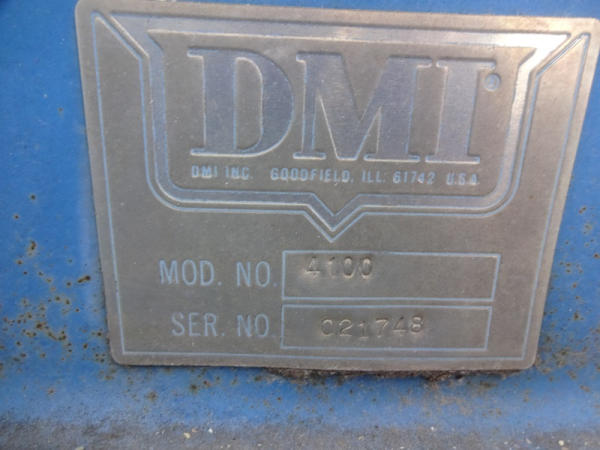 DMI
DMI INC. GOODFIELD, ILL. 61742 U.S.A.
MOD. NO. 4100
SER. NO. 021748